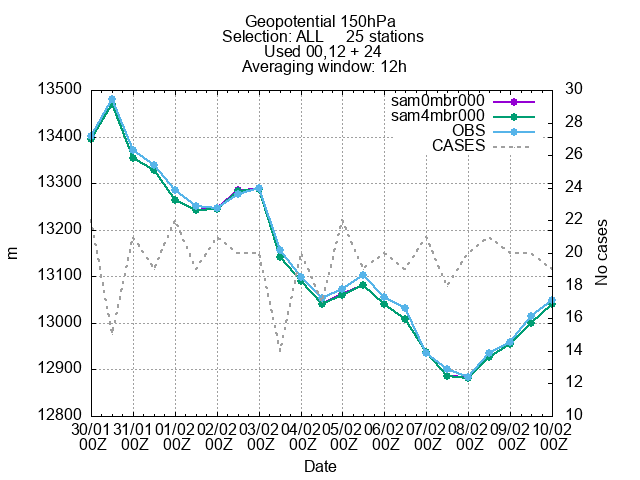 Geopotential 150hPa
Selection: ALL 25 stations
Used 00,12 + 24
Averaging window: 12h
13500
13400
13300
13200
13100
13000
12900
12800
m
30
28
26
24
22
20
18
16
14
12
10
No cases
sam0mbr000
sam4mbr000
OBS
CASES
30/01 31/01 01/02 02/02 03/02 04/02 05/02 06/02 07/02 08/02 09/02 10/02
00Z 00Z 00Z 00Z 00Z 00Z 00Z 00Z 00Z 00Z 00Z 00Z
Date